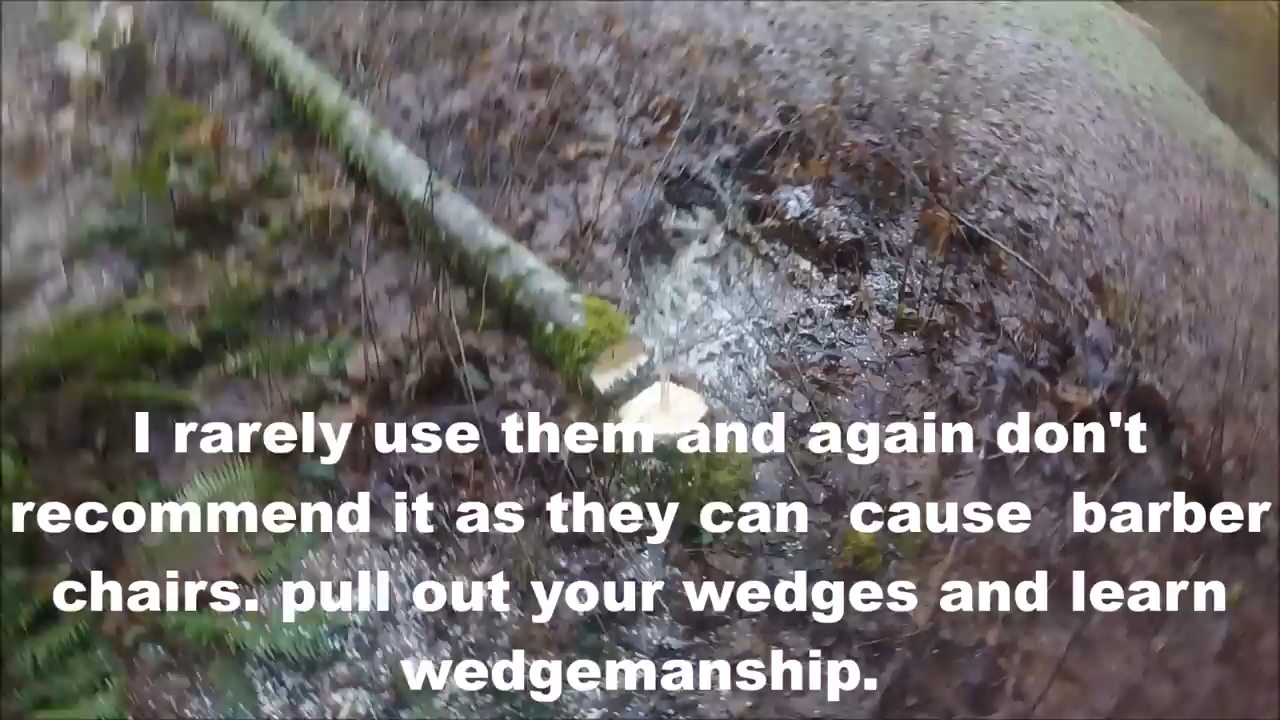 I rarely use them and again don't
recommend it as they can  cause  barber
chairs. pull out your wedges and learn
wedgemanship.